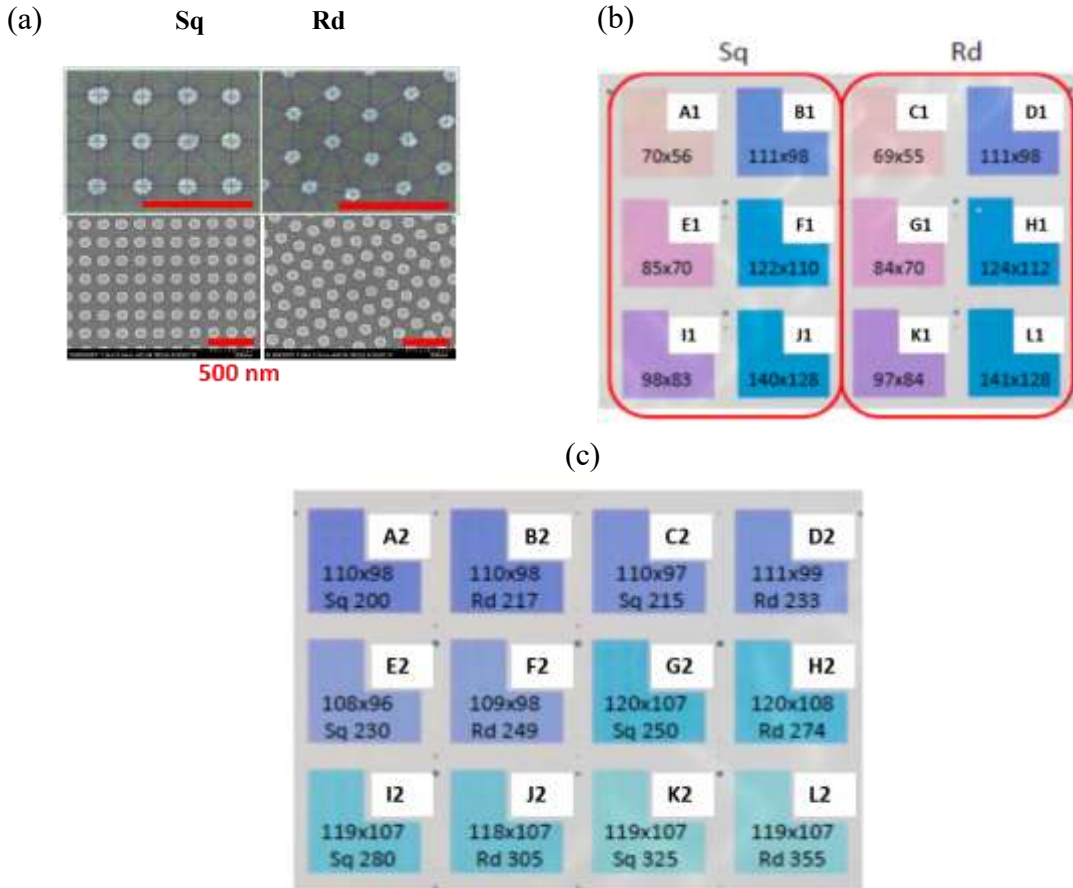 (a) Sq Rd
500 nm
(b)
Sq Rd
A1 B1 C1 D1
70x56 111x98 69x55 111x98
E1 F1 G1 H1
85x70 122x110 84x70 124x112
I1 J1 K1 L1
98x83 140x128 97x84 141x128
(c)
A2 B2 C2 D2
110x98 110x98 110x97 111x99
Sq 200 Rd 217 Sq 215 Rd 233
E2 F2 G2 H2
108x96 109x98 120x107 120x108
Sq 230 Rd 249 Sq 250 Rd 274
I2 J2 K2 L2
119x107 118x107 119x107 119x107
Sq 280 Rd 305 Sq 325 Rd 355